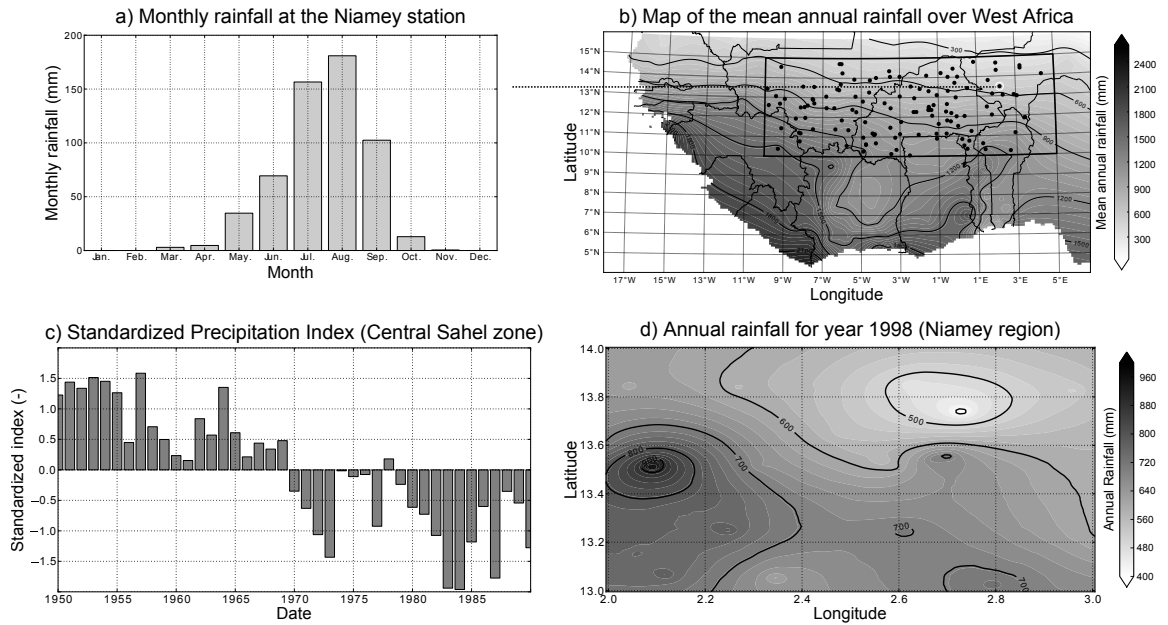 a) Monthly rainfall at the Niamey station
Monthly rainfall (mm)
200
150
100
50
0
Jan. Feb. Mar. Apr. May. Jun. Jul. Aug. Sep. Oct. Nov. Dec.
Month
b) Map of the mean annual rainfall over West Africa
Latitude
15°N
14°N
13°N
12°N
11°N
10°N
9°N
8°N
7°N
6°N
5°N
300
600
900
1200
1200
1500
17°W 15°W 13°W 11°W 9°W 7°W 5°W 3°W 1°W 1°E 3°E 5°E
Longitude
2400
2100
1800
1500
1200
900
600
300
Mean annual rainfall (mm)
c) Standardized Precipitation Index (Central Sahel zone)
Standardized index (-)
1.5
1.0
0.5
0.0
−0.5
−1.0
−1.5
1950 1955 1960 1965 1970 1975 1980 1985
Date
d) Annual rainfall for year 1998 (Niamey region)
Latitude
14.0
13.8
13.6
13.4
13.2
13.0
500
600
700
800
700
700
2.0 2.2 2.4 2.6 2.8 3.0
Longitude
960
880
800
720
640
560
480
400
Annual Rainfall (mm)